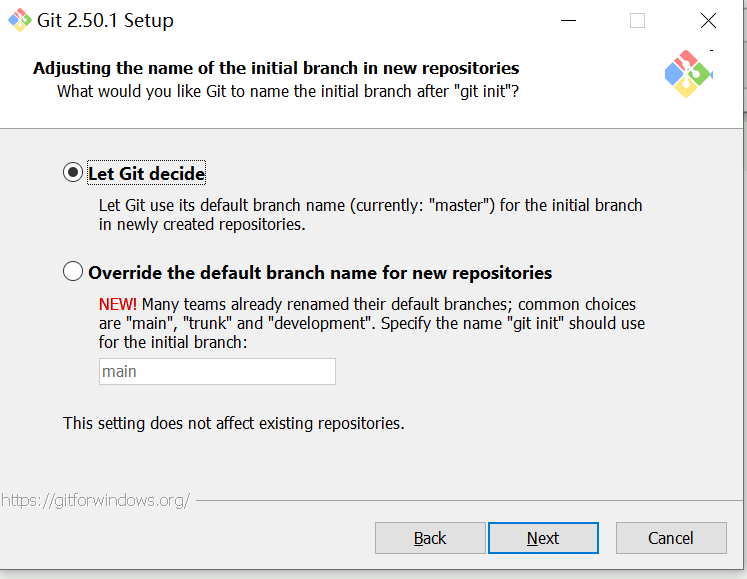 Git 2.50.1 Setup
Adjusting the name of the initial branch in new repositories
What would you like Git to name the initial branch after "git init"?
Let Git decide
Let Git use its default branch name (currently: "master") for the initial branch
in newly created repositories.
Override the default branch name for new repositories
NEW! Many teams already renamed their default branches; common choices
are "main", "trunk" and "development". Specify the name "git init" should use
for the initial branch:
main
This setting does not affect existing repositories.
https://gitforwindows.org/
Back Next Cancel